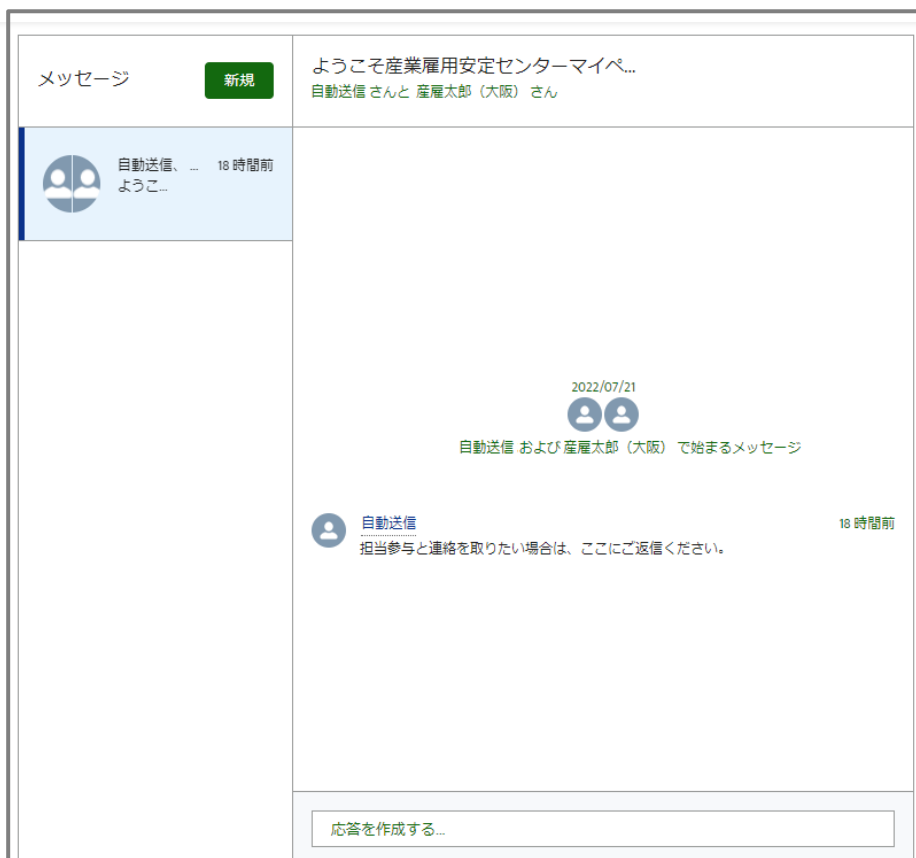 メッセージ
新規
自動送信、 ... 18 時間前
ようこ...
ようこそ産業雇用安定センターマイペ...
自動送信 さんと 産雇太郎（大阪） さん
2022/07/21
自動送信 および 産雇太郎（大阪） で始まるメッセージ
自動送信 18 時間前
担当参与と連絡を取りたい場合は、ここにご返信ください。
応答を作成する...